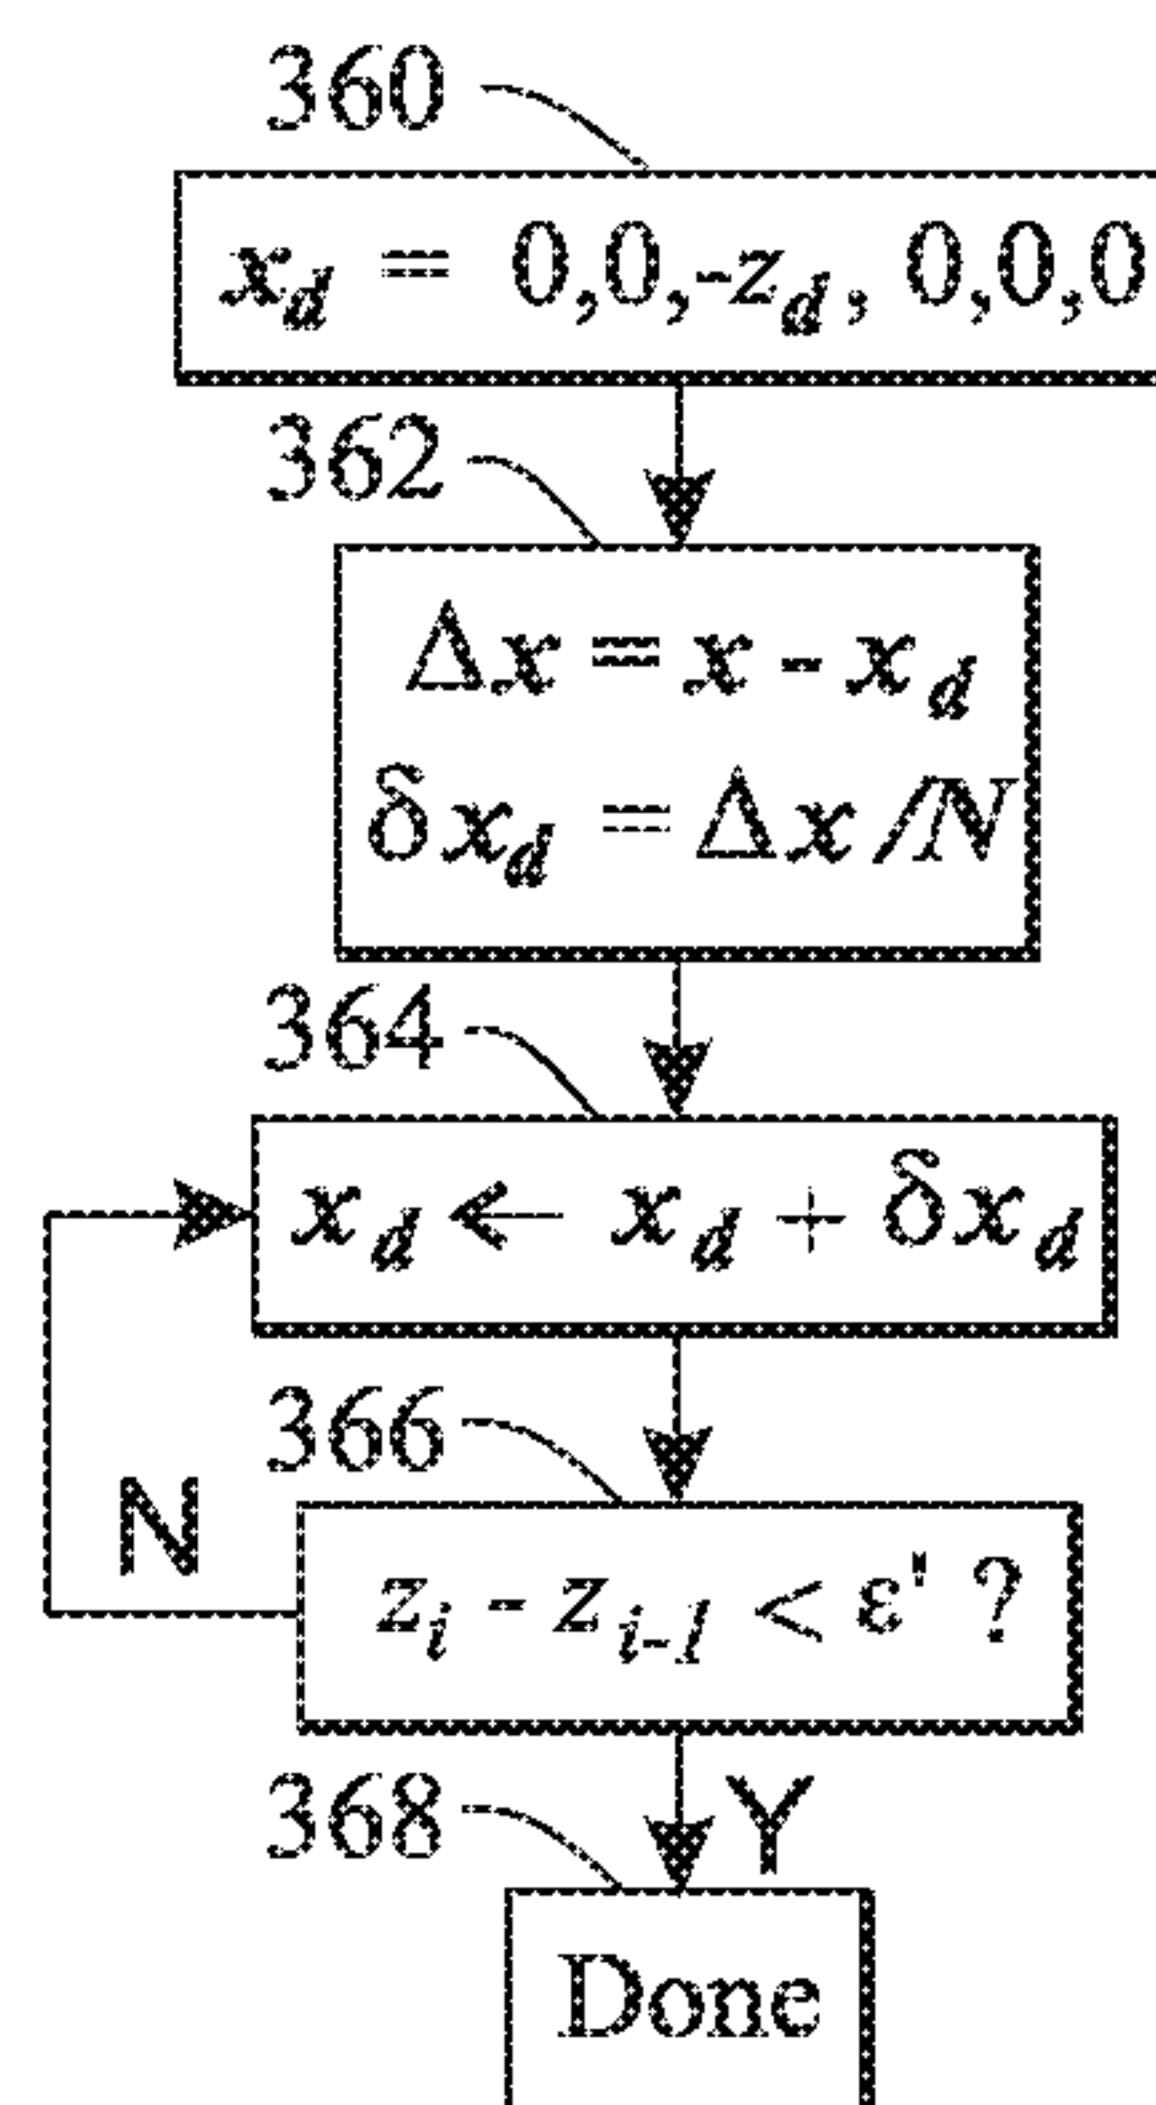 360
x_d = 0,0,-z_d, 0,0,0
362
Δx = x - x_d
δx_d = Δx /N
364
x_d ← x_d + δx_d
366
N
z_i - z_{i-1} < ε' ?
368
Y
Done